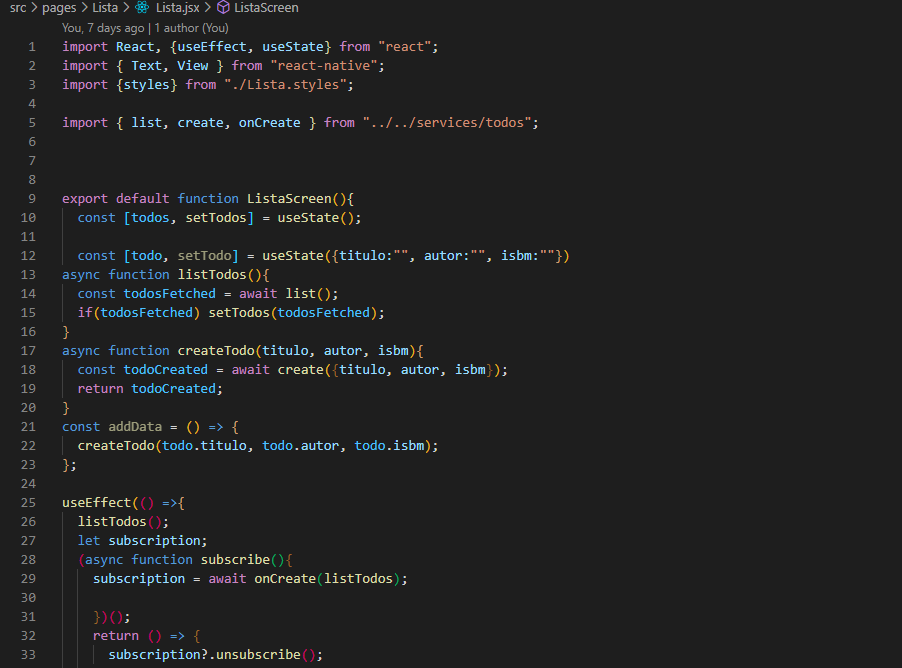 src > pages > Lista > Lista.jsx > ListaScreen
You, 7 days ago | 1 author (You)
1 import React, {useEffect, useState} from "react";
2 import { Text, View } from "react-native";
3 import {styles} from "./Lista.styles";
4
5 import { list, create, onCreate } from "../../services/todos";
6
7
8
9 export default function ListaScreen(){
10 const [todos, setTodos] = useState();
11
12 const [todo, setTodo] = useState({titulo:"", autor:"", isbm:""})
13 async function listTodos(){
14 const todosFetched = await list();
15 if(todosFetched) setTodos(todosFetched);
16 }
17 async function createTodo(titulo, autor, isbm){
18 const todoCreated = await create({titulo, autor, isbm});
19 return todoCreated;
20 }
21 const addData = () => {
22 createTodo(todo.titulo, todo.autor, todo.isbm);
23 };
24
25 useEffect(() =>{
26 listTodos();
27 let subscription;
28 (async function subscribe(){
29 subscription = await onCreate(listTodos);
30
31 })();
32 return () => {
33 subscription?.unsubscribe();